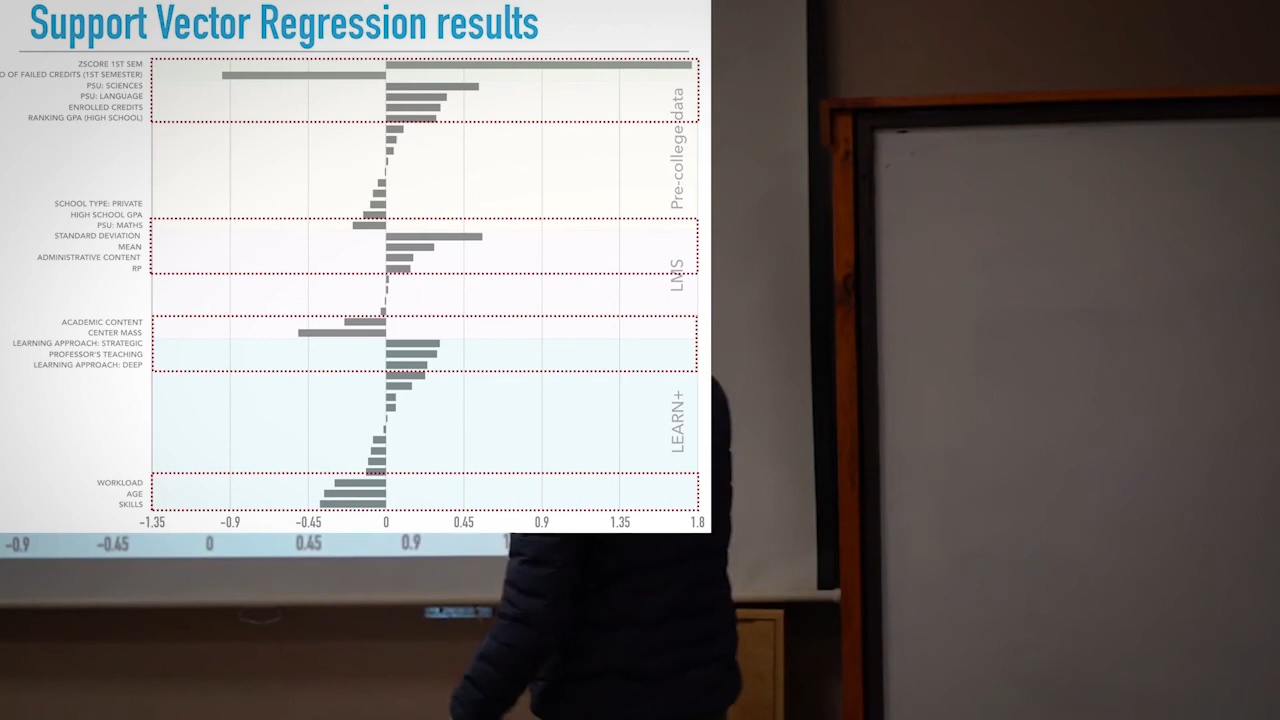 Support Vector Regression results
ZSCORE 1ST SEM
O OF FAILED CREDITS (1ST SEMESTER)
PSU: SCIENCES
PSU: LANGUAGE
ENROLLED CREDITS
RANKING GPA (HIGH SCHOOL)
Pre-college data
SCHOOL TYPE: PRIVATE
HIGH SCHOOL GPA
PSU: MATHS
STANDARD DEVIATION
MEAN
ADMINISTRATIVE CONTENT
RP
LMS
ACADEMIC CONTENT
CENTER MASS
LEARNING APPROACH: STRATEGIC
PROFESSOR'S TEACHING
LEARNING APPROACH: DEEP
LEARN+
WORKLOAD
AGE
SKILLS
-1.35 -0.9 -0.45 0 0.45 0.9 1.35 1.8
-0.9 -0.45 0 0.45 0.9 1